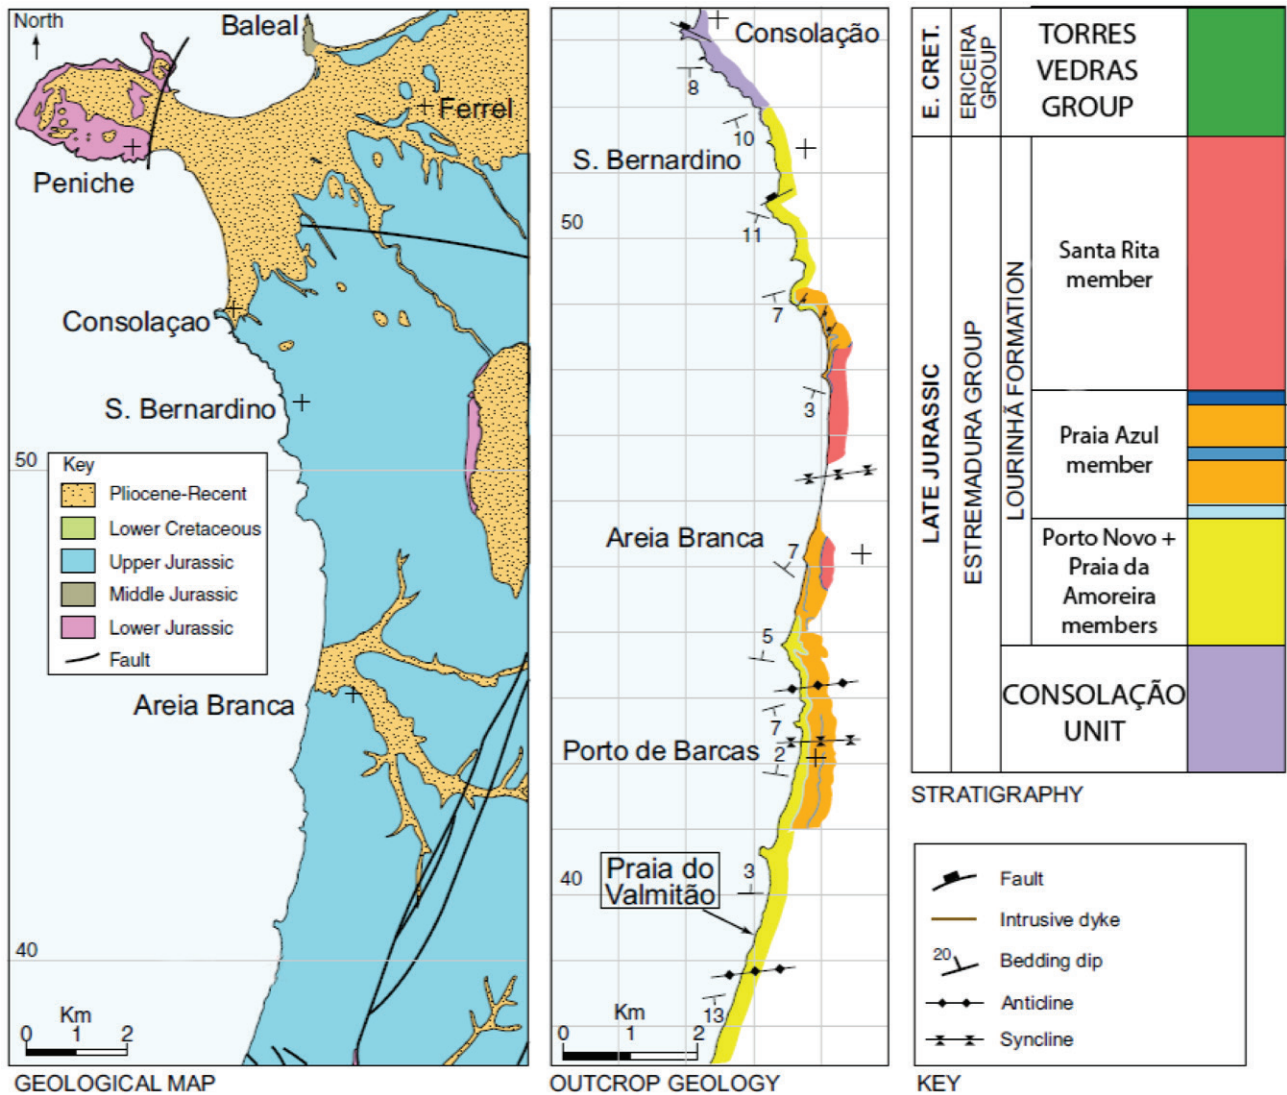 North
Baleal
Ferrel
Peniche
Consolaçao
S. Bernardino
50
Key
Pliocene-Recent
Lower Cretaceous
Upper Jurassic
Middle Jurassic
Lower Jurassic
Fault
Areia Branca
40
Km
0 1 2
GEOLOGICAL MAP
Consolação
8
10
S. Bernardino
50
11
7
3
Areia Branca
7
5
7
Porto de Barcas
2
3
40
Praia do
Valmitão
13
Km
0 1 2
OUTCROP GEOLOGY
E. CRET.
ERICEIRA
GROUP
TORRES
VEDRAS
GROUP
LATE JURASSIC
ESTREMADURA GROUP
LOURINHÃ FORMATION
Santa Rita
member
Praia Azul
member
Porto Novo +
Praia da
Amoreira
members
CONSOLAÇÃO
UNIT
STRATIGRAPHY
Fault
Intrusive dyke
20
Bedding dip
Anticline
Syncline
KEY